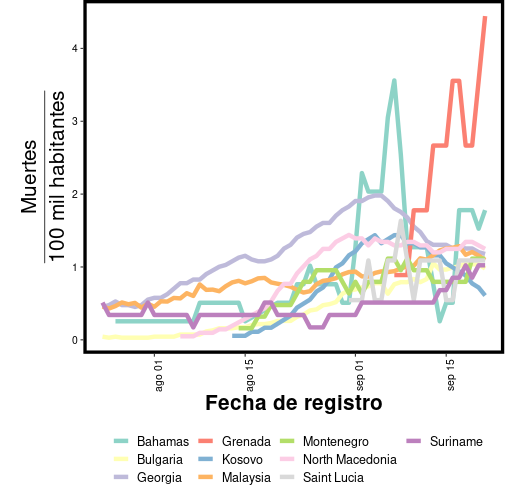 Muertes
100 mil habitantes
4
3
2
1
0
ago 01
ago 15
sep 01
sep 15
Fecha de registro
Bahamas Grenada Montenegro Suriname
Bulgaria Kosovo North Macedonia
Georgia Malaysia Saint Lucia